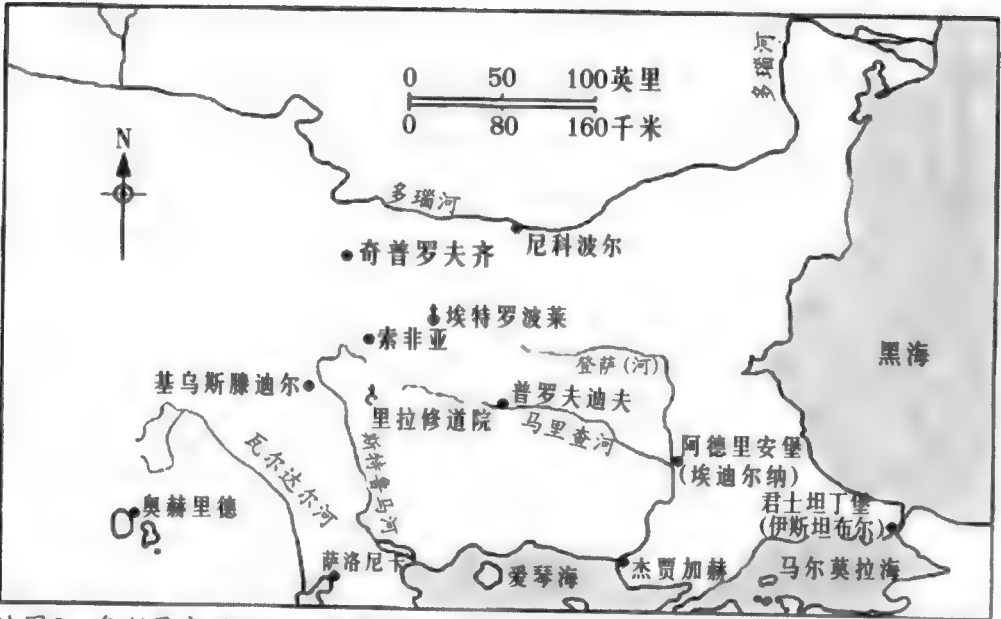 多瑙河
0 50 100英里
0 80 160千米
N
多瑙河
尼科波尔
奇普罗夫齐
埃特罗波莱
索非亚
登萨(河)
黑海
基乌斯滕迪尔
里拉修道院
普罗夫迪夫
马里查河
瓦尔达尔河
斯特鲁马河
阿德里安堡
(埃迪尔纳)
奥赫里德
君士坦丁堡
(伊斯坦布尔)
萨洛尼卡
爱琴海
杰贾加赫
马尔莫拉海